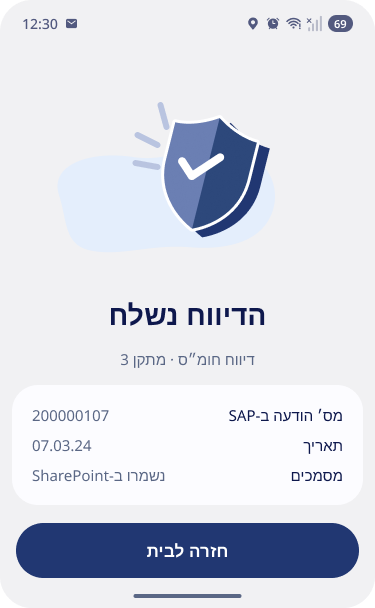 12:30
69
הדיווח נשלח
דיווח חומ״ס · מתקן 3
מס׳ הודעה ב-SAP 200000107
תאריך 07.03.24
מסמכים נשמרו ב-SharePoint
חזרה לבית